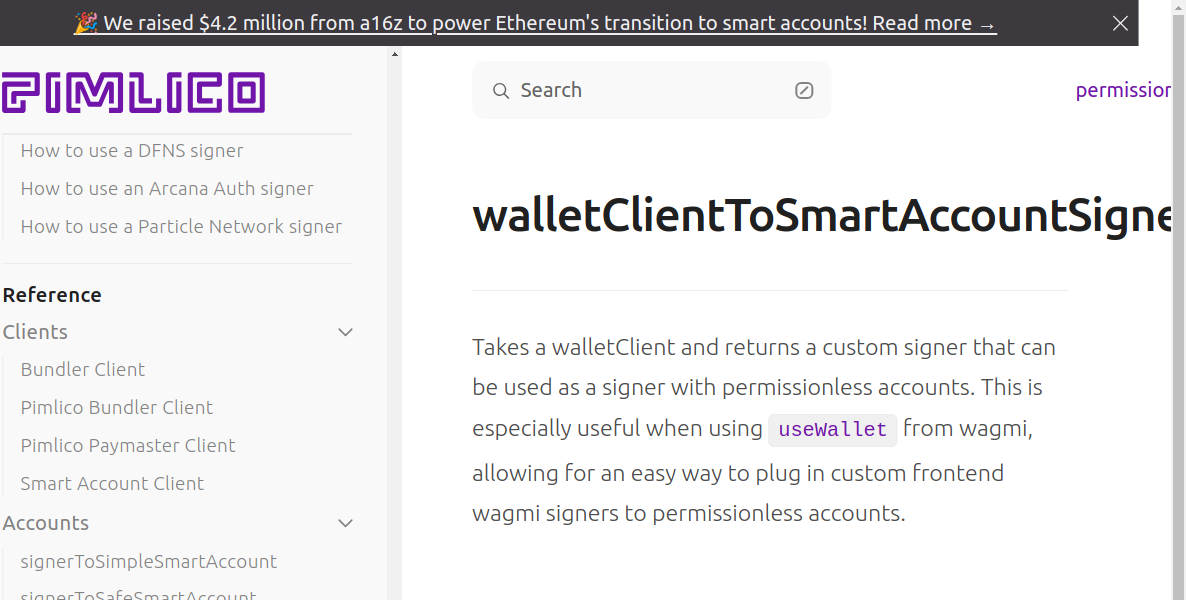 🎉 We raised $4.2 million from a16z to power Ethereum's transition to smart accounts! Read more →
PIMLICO
Search
permission
How to use a DFNS signer
How to use an Arcana Auth signer
How to use a Particle Network signer
Reference
Clients
Bundler Client
Pimlico Bundler Client
Pimlico Paymaster Client
Smart Account Client
Accounts
signerToSimpleSmartAccount
signerToSafeSmartAccount
walletClientToSmartAccountSigne
Takes a walletClient and returns a custom signer that can
be used as a signer with permissionless accounts. This is
especially useful when using useWallet from wagmi,
allowing for an easy way to plug in custom frontend
wagmi signers to permissionless accounts.